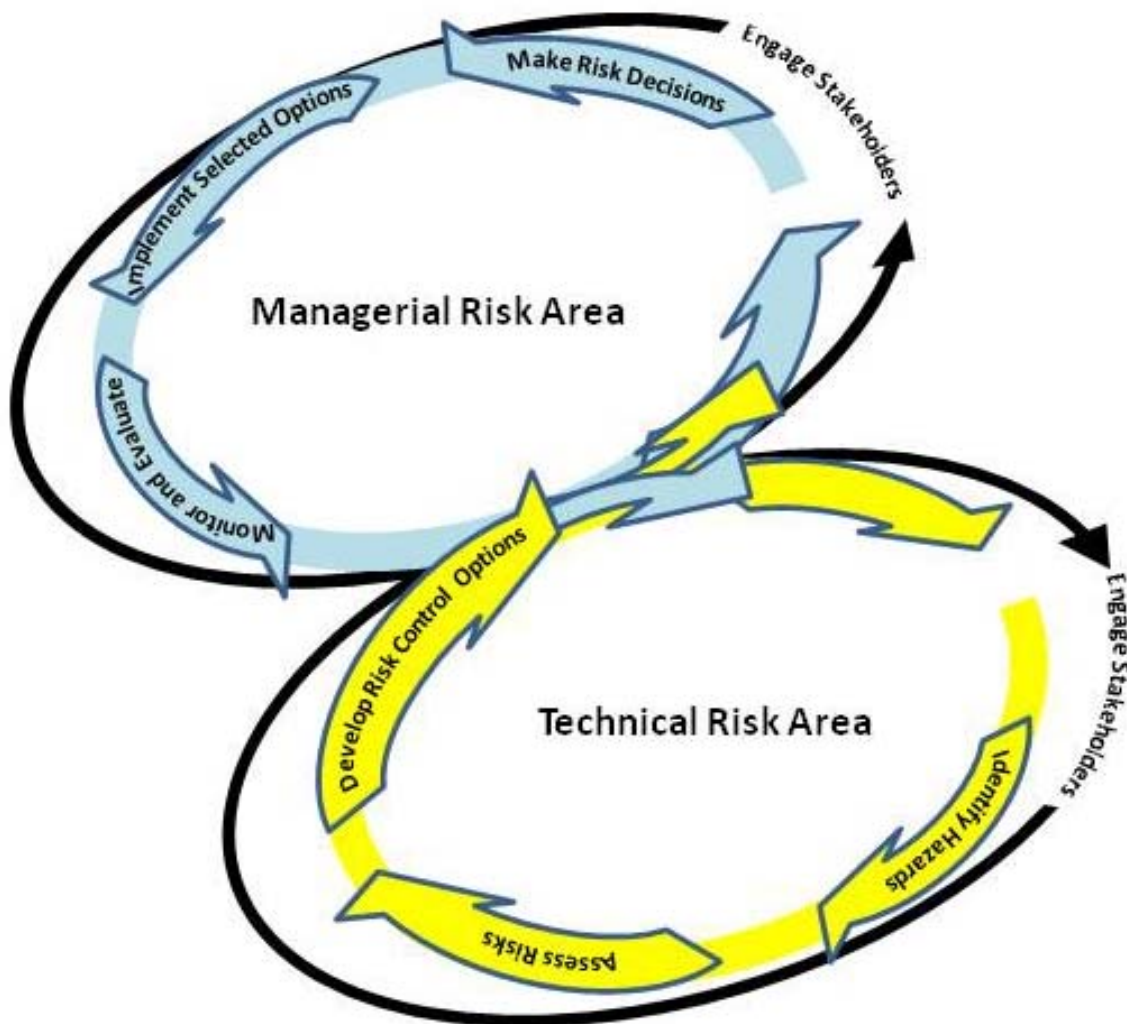 Engage Stakeholders
Make Risk Decisions
Implement Selected Options
Managerial Risk Area
Monitor and Evaluate
Develop Risk Control Options
Engage Stakeholders
Technical Risk Area
Identify Hazards
Assess Risks